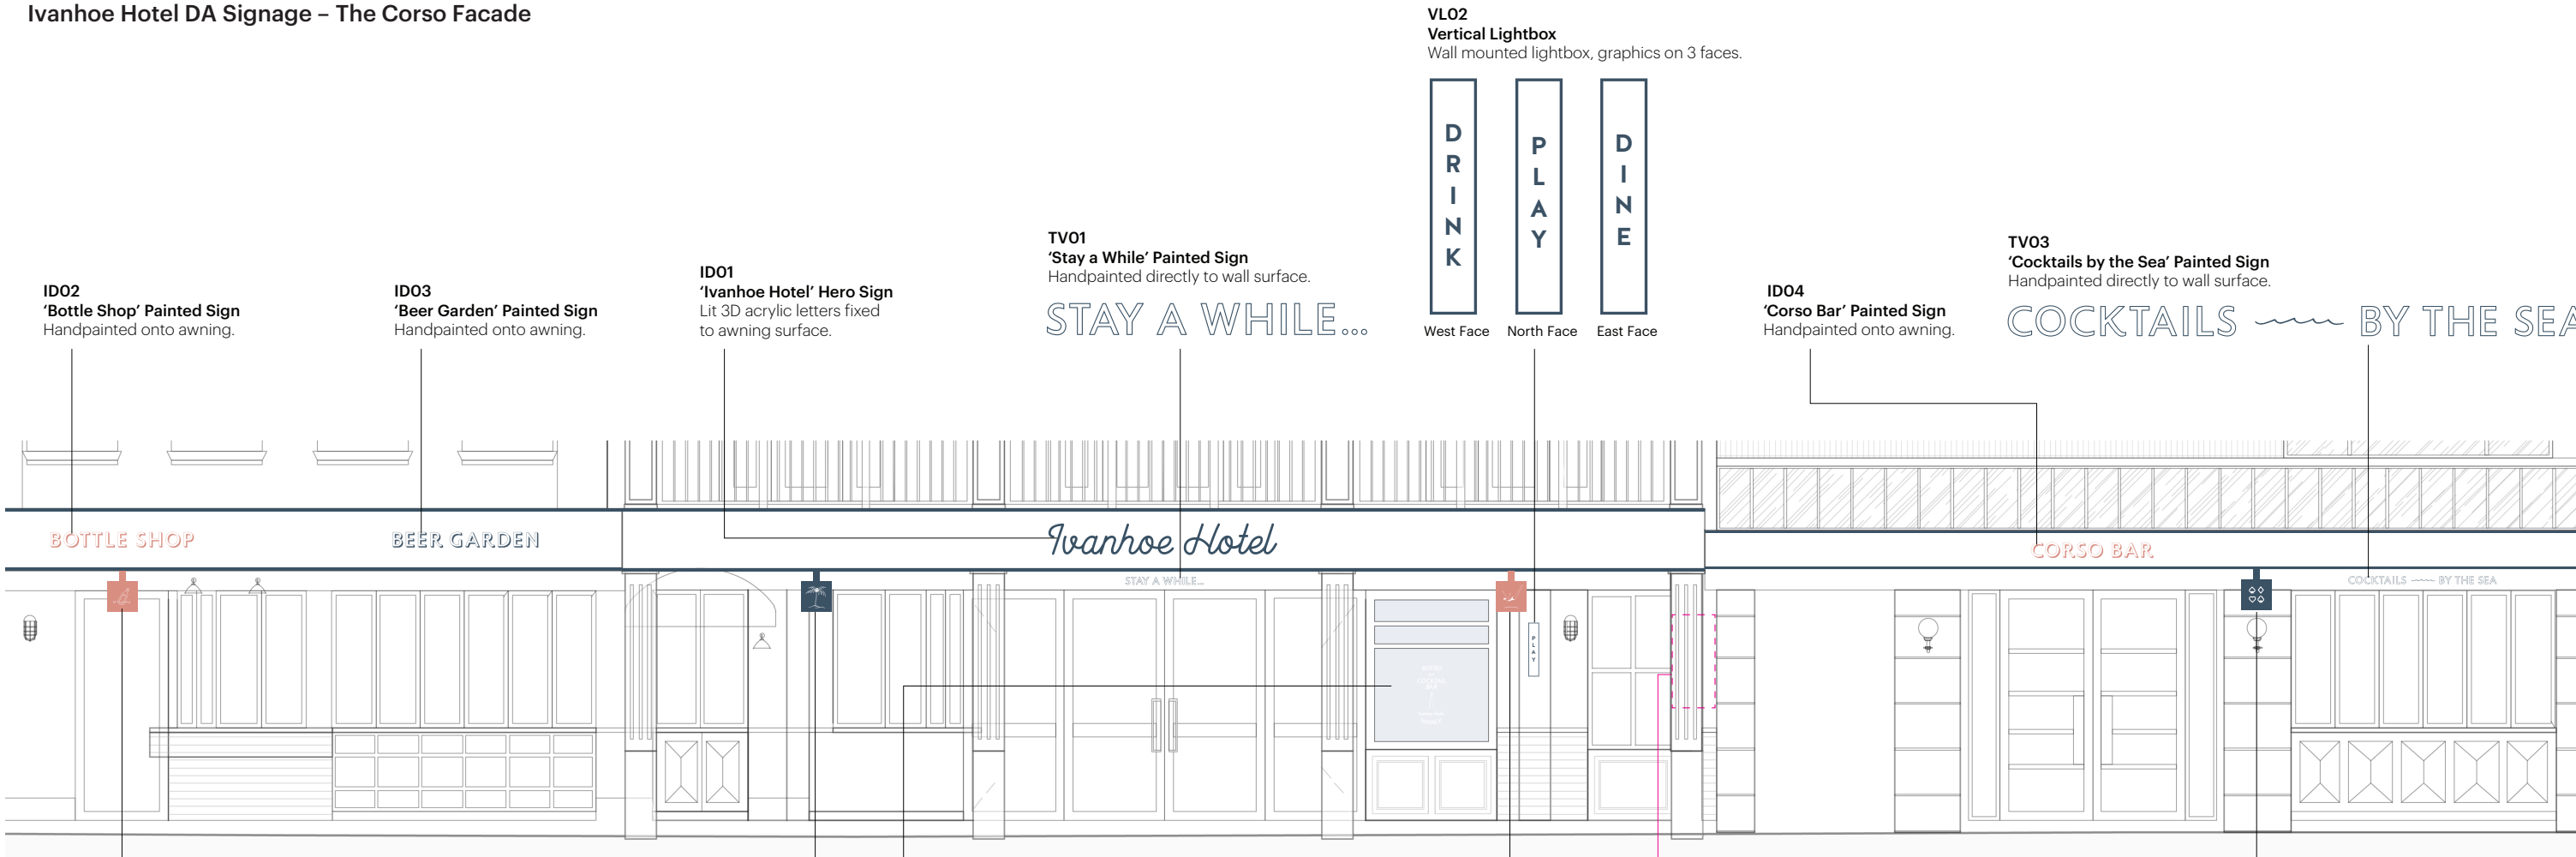 Ivanhoe Hotel DA Signage – The Corso Facade
VL02
Vertical Lightbox
Wall mounted lightbox, graphics on 3 faces.
DRINK
PLAY
DINE
West Face
North Face
East Face
ID02
‘Bottle Shop’ Painted Sign
Handpainted onto awning.
ID03
‘Beer Garden’ Painted Sign
Handpainted onto awning.
ID01
‘Ivanhoe Hotel’ Hero Sign
Lit 3D acrylic letters fixed
to awning surface.
TV01
‘Stay a While’ Painted Sign
Handpainted directly to wall surface.
STAY A WHILE...
ID04
‘Corso Bar’ Painted Sign
Handpainted onto awning.
TV03
‘Cocktails by the Sea’ Painted Sign
Handpainted directly to wall surface.
COCKTAILS BY THE SEA
BOTTLE SHOP
BEER GARDEN
Ivanhoe Hotel
CORSO BAR
STAY A WHILE...
COCKTAILS BY THE SEA
PLAY